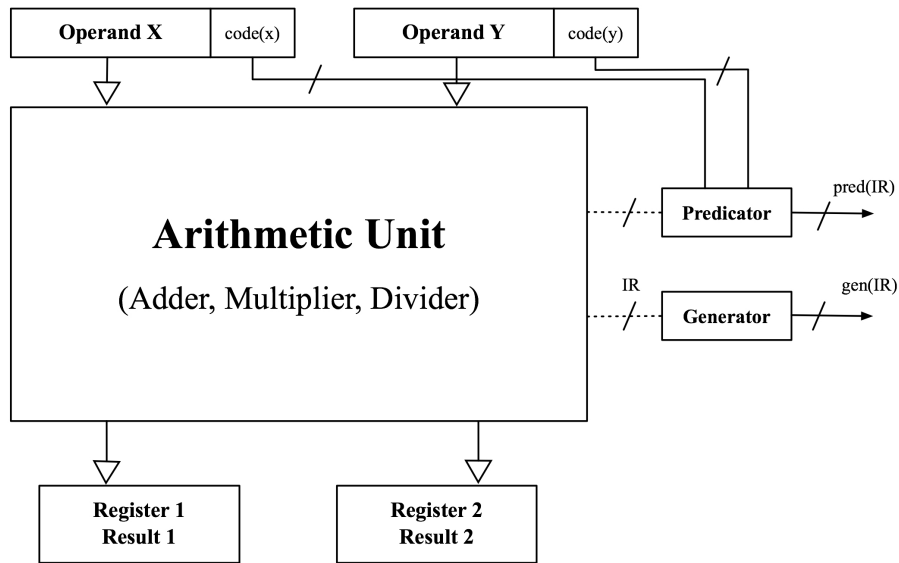 Operand X
code(x)
Operand Y
code(y)
pred(IR)
Predicator
Arithmetic Unit
(Adder, Multiplier, Divider)
IR
gen(IR)
Generator
Register 1
Result 1
Register 2
Result 2